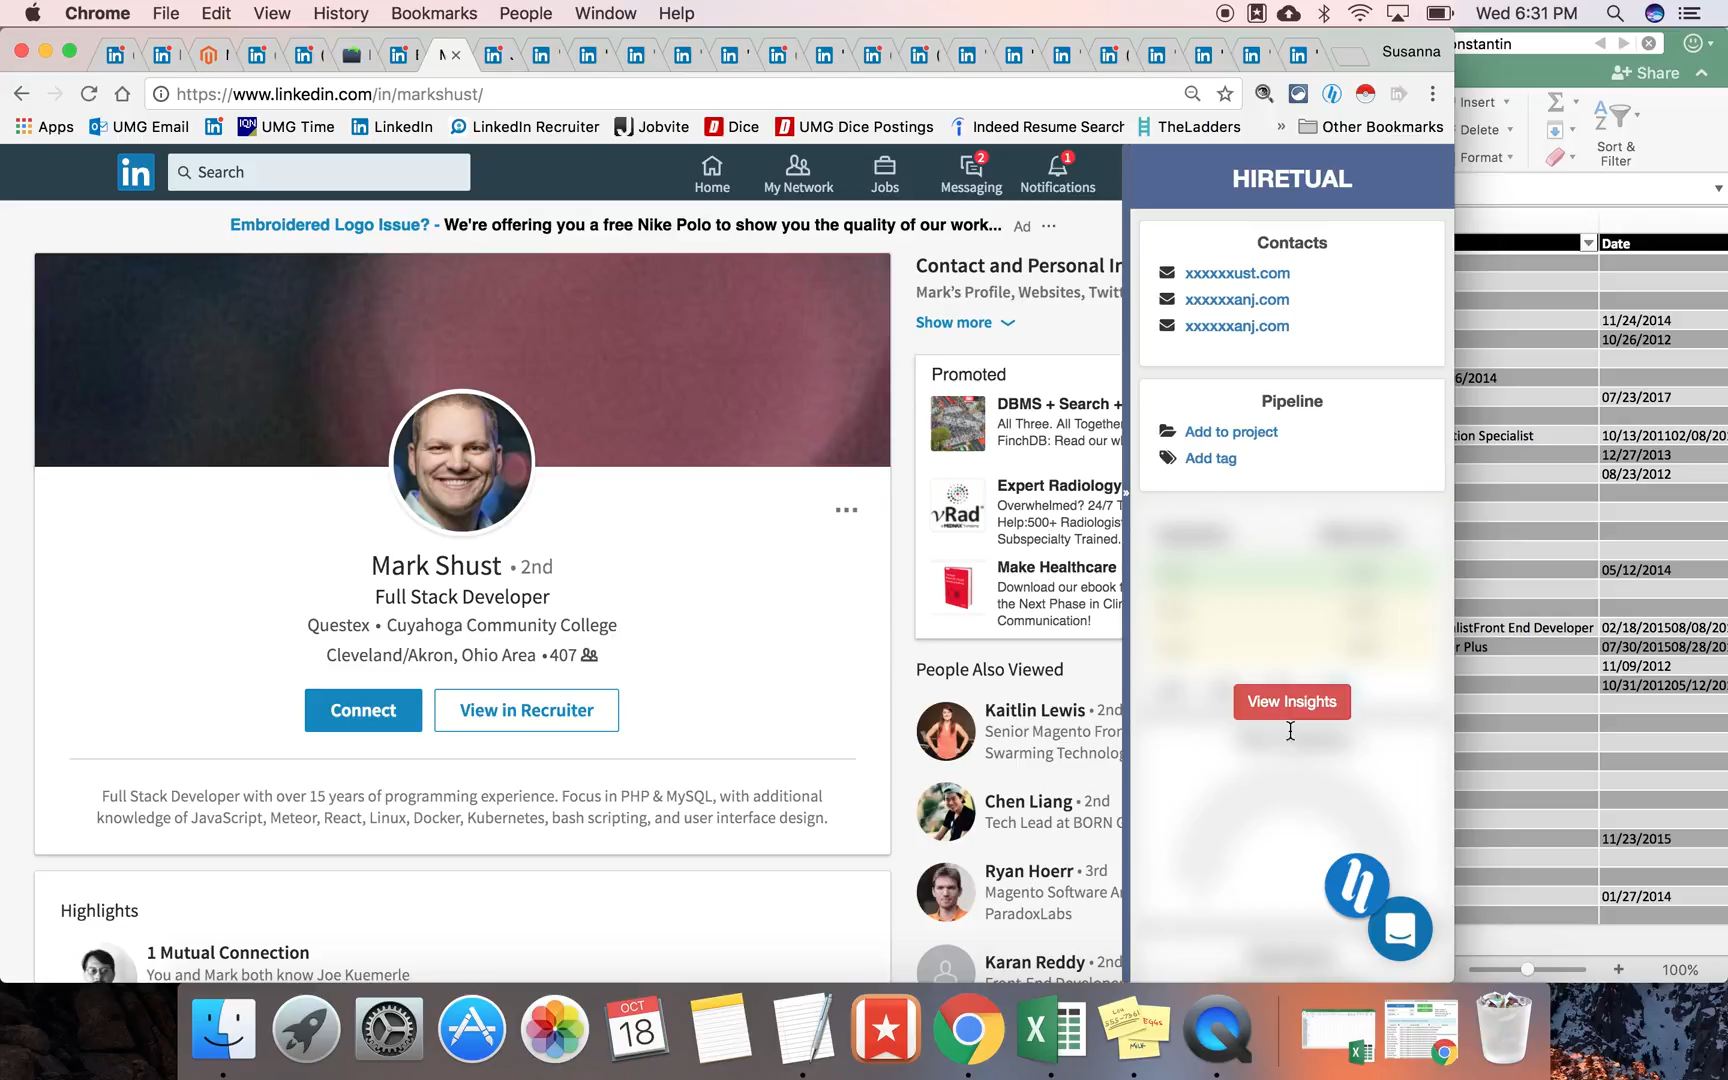 Chrome File Edit View History Bookmarks People Window Help
Wed 6:31 PM
Susanna
https://www.linkedin.com/in/markshust/
Apps UMG Email UMG Time LinkedIn LinkedIn Recruiter Jobvite Dice UMG Dice Postings Indeed Resume Search TheLadders » Other Bookmarks
in Search
Home My Network Jobs Messaging 2 Notifications 1
Embroidered Logo Issue? - We're offering you a free Nike Polo to show you the quality of our work... Ad ...
Mark Shust • 2nd
Full Stack Developer
Questex • Cuyahoga Community College
Cleveland/Akron, Ohio Area • 407
Connect View in Recruiter
Full Stack Developer with over 15 years of programming experience. Focus in PHP & MySQL, with additional
knowledge of JavaScript, Meteor, React, Linux, Docker, Kubernetes, bash scripting, and user interface design.
Highlights
1 Mutual Connection
You and Mark both know Joe Kuemerle
Contact and Personal In
Mark's Profile, Websites, Twitt
Show more
Promoted
DBMS + Search +
All Three. All Together
FinchDB: Read our wh
vRad
Expert Radiology
Overwhelmed? 24/7 T
Help:500+ Radiologist
Subspecialty Trained.
Make Healthcare
Download our ebook t
the Next Phase in Clin
Communication!
People Also Viewed
Kaitlin Lewis • 2nd
Senior Magento Fron
Swarming Technolog
Chen Liang • 2nd
Tech Lead at BORN G
Ryan Hoerr • 3rd
Magento Software Ar
ParadoxLabs
Karan Reddy • 2nd
HIRETUAL
Contacts
xxxxxxust.com
xxxxxxanj.com
xxxxxxanj.com
Pipeline
Add to project
Add tag
View Insights
onstantin
Share
Insert
Delete
Format
Sort &
Filter
Date
11/24/2014
10/26/2012
6/2014
07/23/2017
tion Specialist 10/13/201102/08/20
12/27/2013
08/23/2012
05/12/2014
listFront End Developer 02/18/201508/08/20
r Plus 07/30/201508/28/20
11/09/2012
10/31/201205/12/20
11/23/2015
01/27/2014
100%
OCT
18